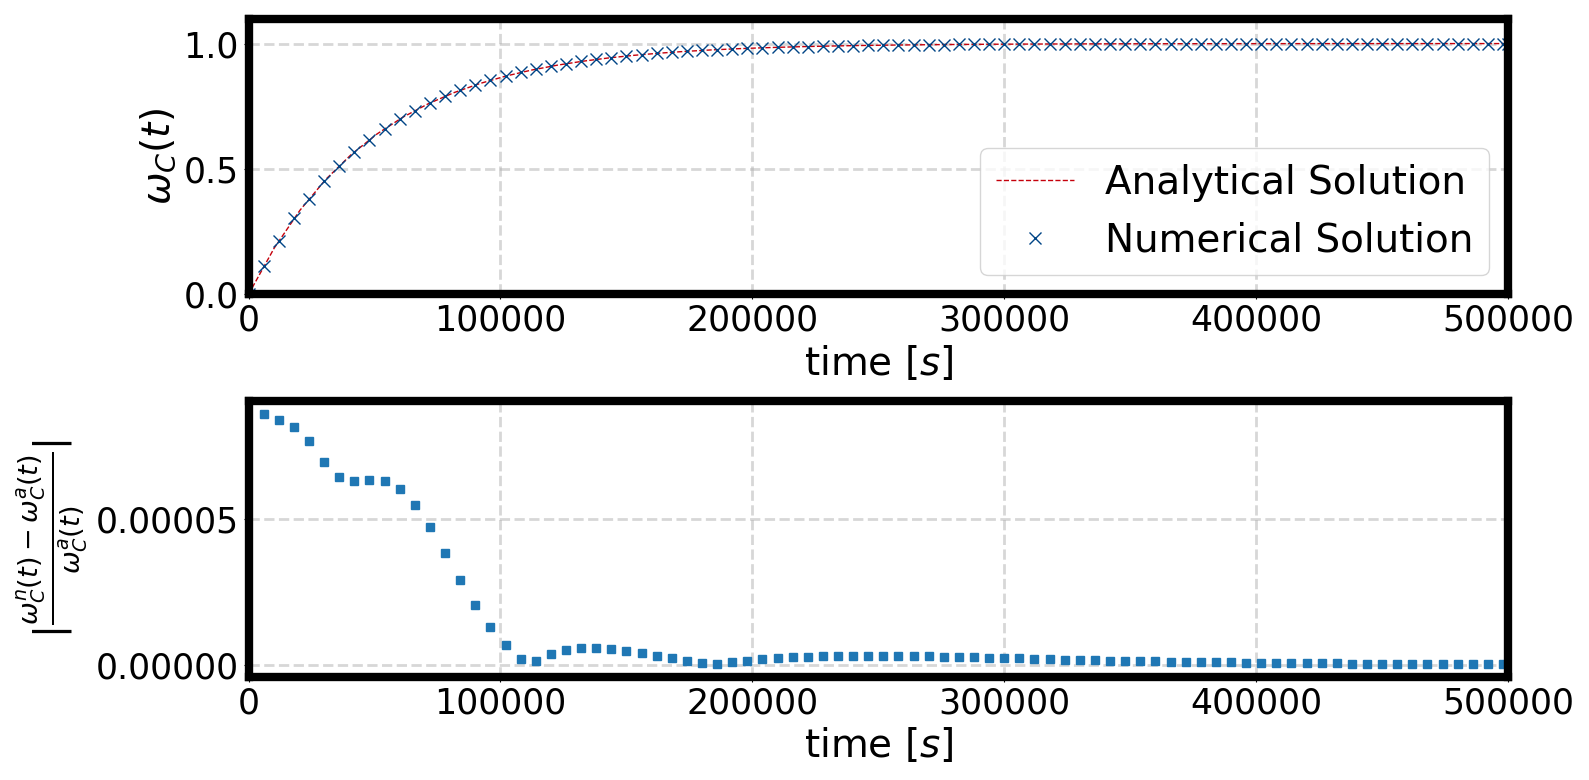 1.0
0.5
0.0
ω_C(t)
Analytical Solution
Numerical Solution
0 100000 200000 300000 400000 500000
time [s]
0.00005
0.00000
|ω_C^n(t) − ω_C^a(t)|
ω_C^a(t)
0 100000 200000 300000 400000 500000
time [s]